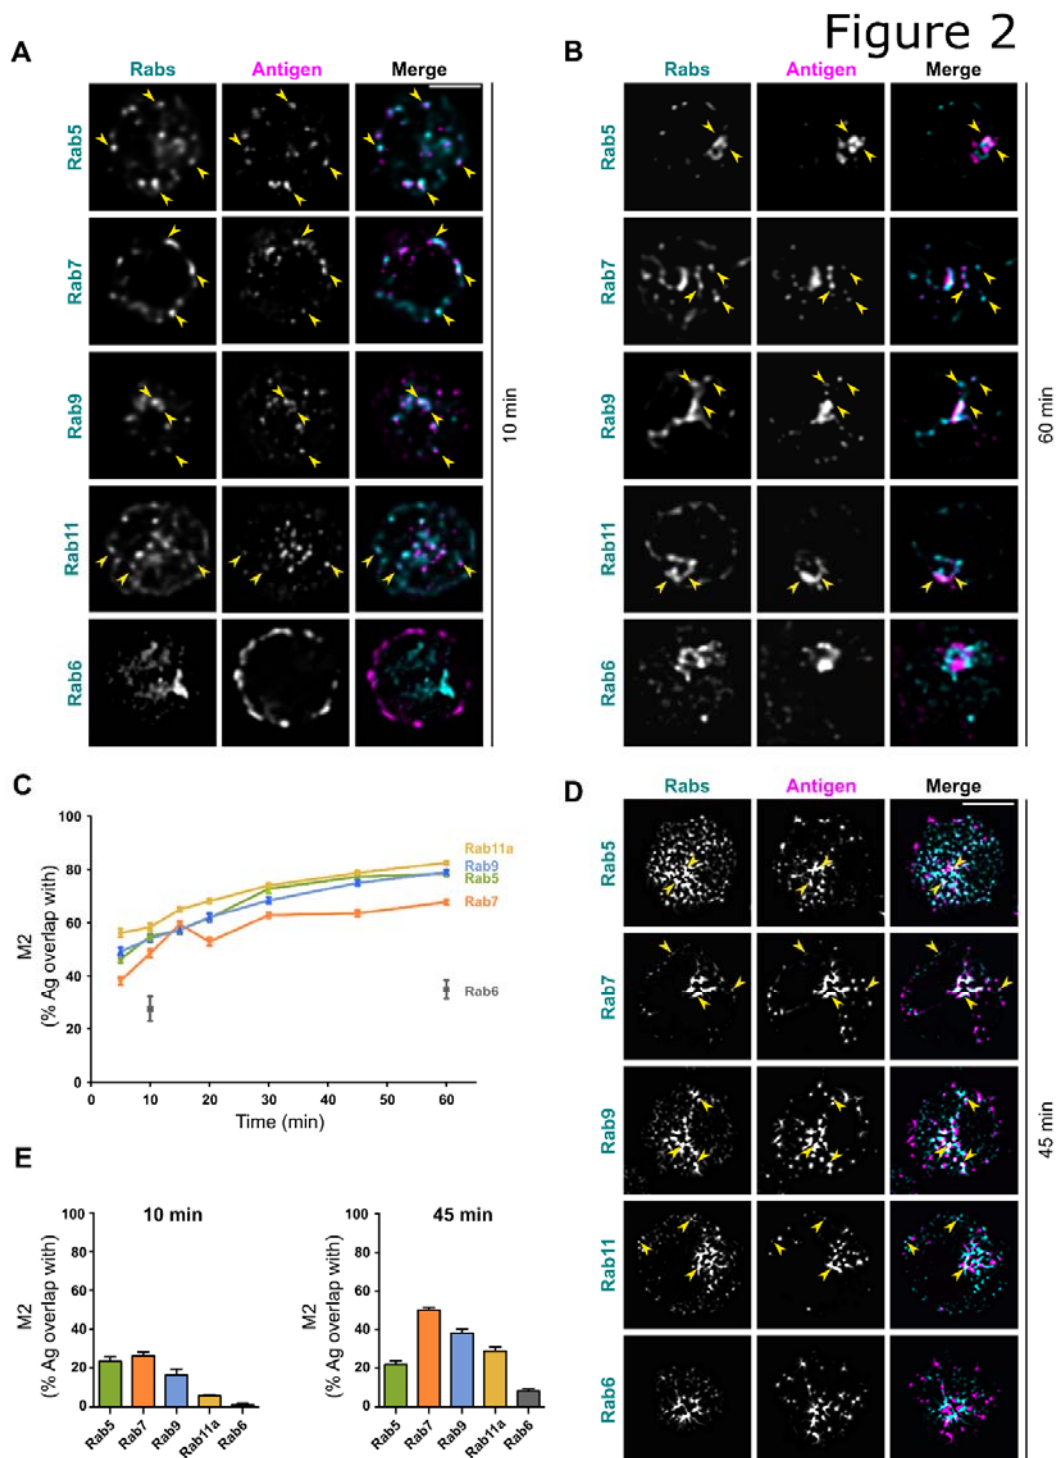 Figure 2
A
Rabs Antigen Merge
Rab5
Rab7
Rab9
Rab11
Rab6
10 min
B
Rabs Antigen Merge
Rab5
Rab7
Rab9
Rab11
Rab6
60 min
C
M2
(% Ag overlap with)
100
80
60
40
20
0
0 10 20 30 40 50 60
Time (min)
Rab11a
Rab9
Rab5
Rab7
Rab6
D
Rabs Antigen Merge
Rab5
Rab7
Rab9
Rab11
Rab6
45 min
E
10 min
M2
(% Ag overlap with)
100
80
60
40
20
0
Rab5 Rab7 Rab9 Rab11a Rab6
45 min
M2
(% Ag overlap with)
100
80
60
40
20
0
Rab5 Rab7 Rab9 Rab11a Rab6